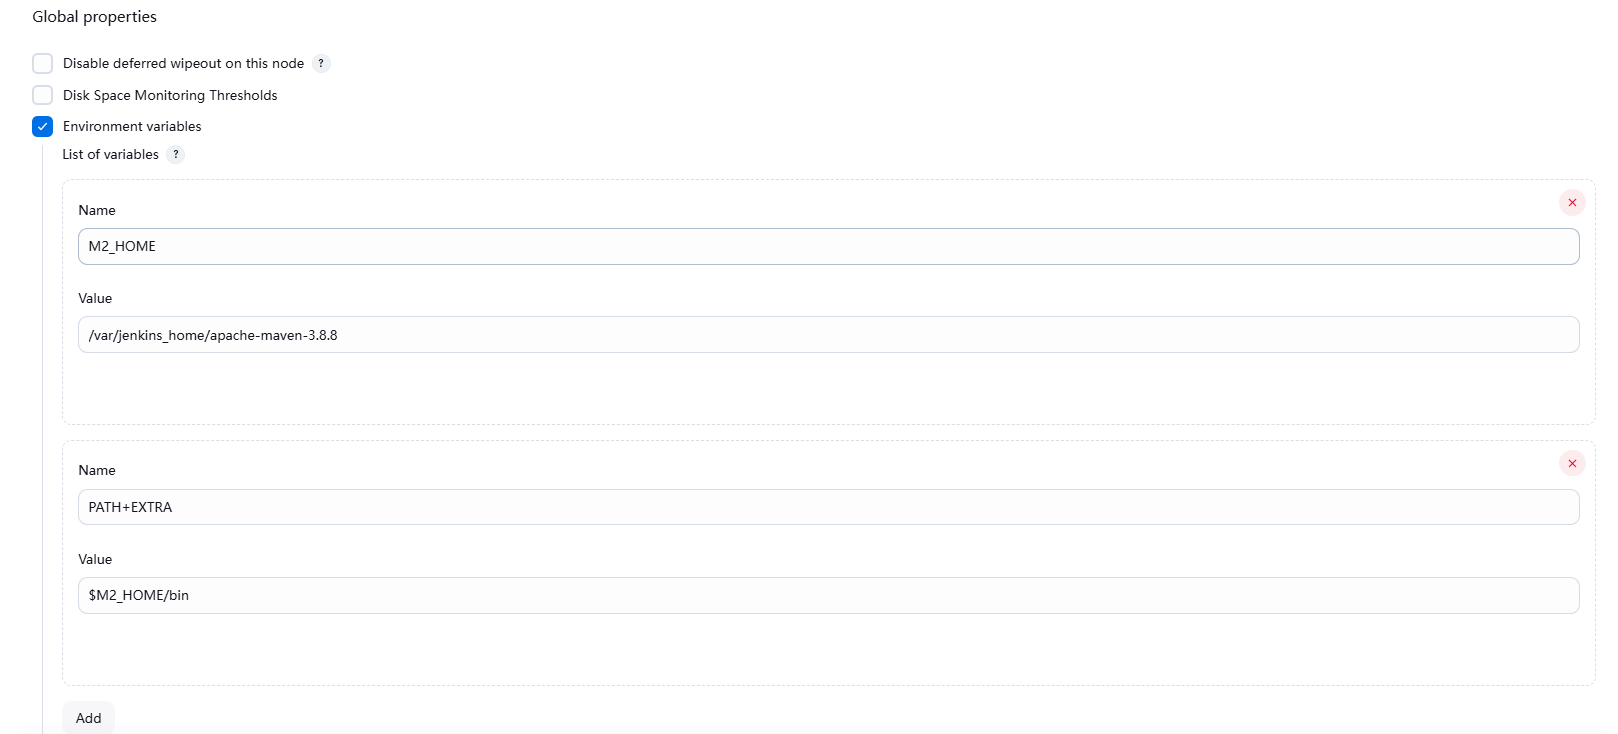 Global properties
Disable deferred wipeout on this node ?
Disk Space Monitoring Thresholds
Environment variables
List of variables ?
Name
M2_HOME
Value
/var/jenkins_home/apache-maven-3.8.8
Name
PATH+EXTRA
Value
$M2_HOME/bin
Add